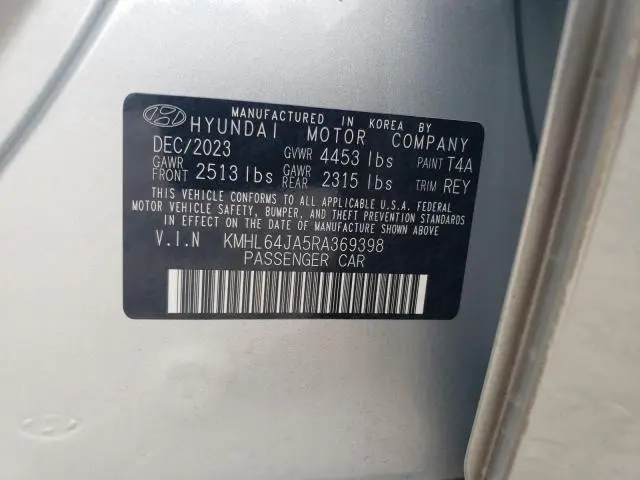 MANUFACTURED IN KOREA BY
HYUNDAI MOTOR COMPANY
DEC/2023 GVWR 4453 lbs PAINT T4A
GAWR FRONT 2513 lbs GAWR REAR 2315 lbs TRIM REY
THIS VEHICLE CONFORMS TO ALL APPLICABLE U.S.A. FEDERAL
MOTOR VEHICLE SAFETY, BUMPER, AND THEFT PREVENTION STANDARDS
IN EFFECT ON THE DATE OF MANUFACTURE SHOWN ABOVE.
V.I.N KMHL64JA5RA369398
PASSENGER CAR